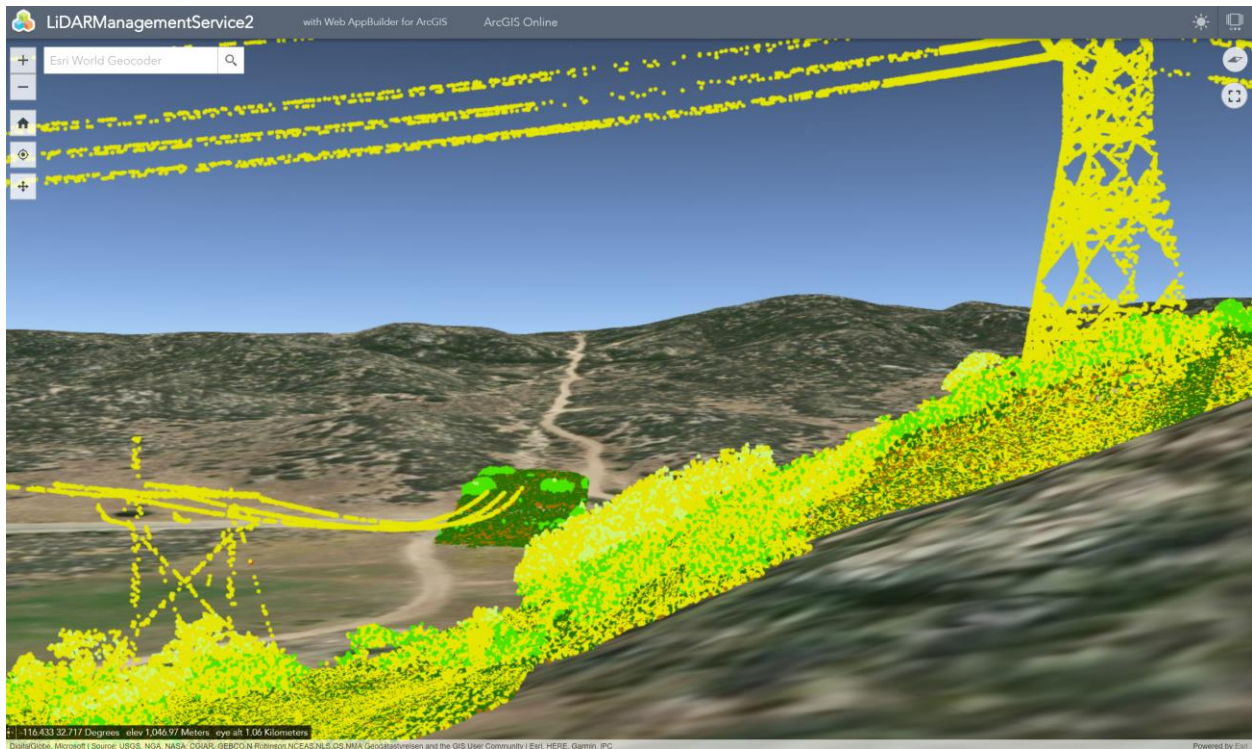 LiDARManagementService2 with Web AppBuilder for ArcGIS ArcGIS Online
Esri World Geocoder
-116.433 32.717 Degrees elev 1,046.97 Meters eye alt 1.06 Kilometers
DigitalGlobe, Microsoft | Source: USGS, NGA, NASA, CGIAR, GEBCO,N Robinson,NCEAS,NLS,OS,NMA,Geodatastyrelsen and the GIS User Community | Esri, HERE, Garmin, IPC
Powered by Esri